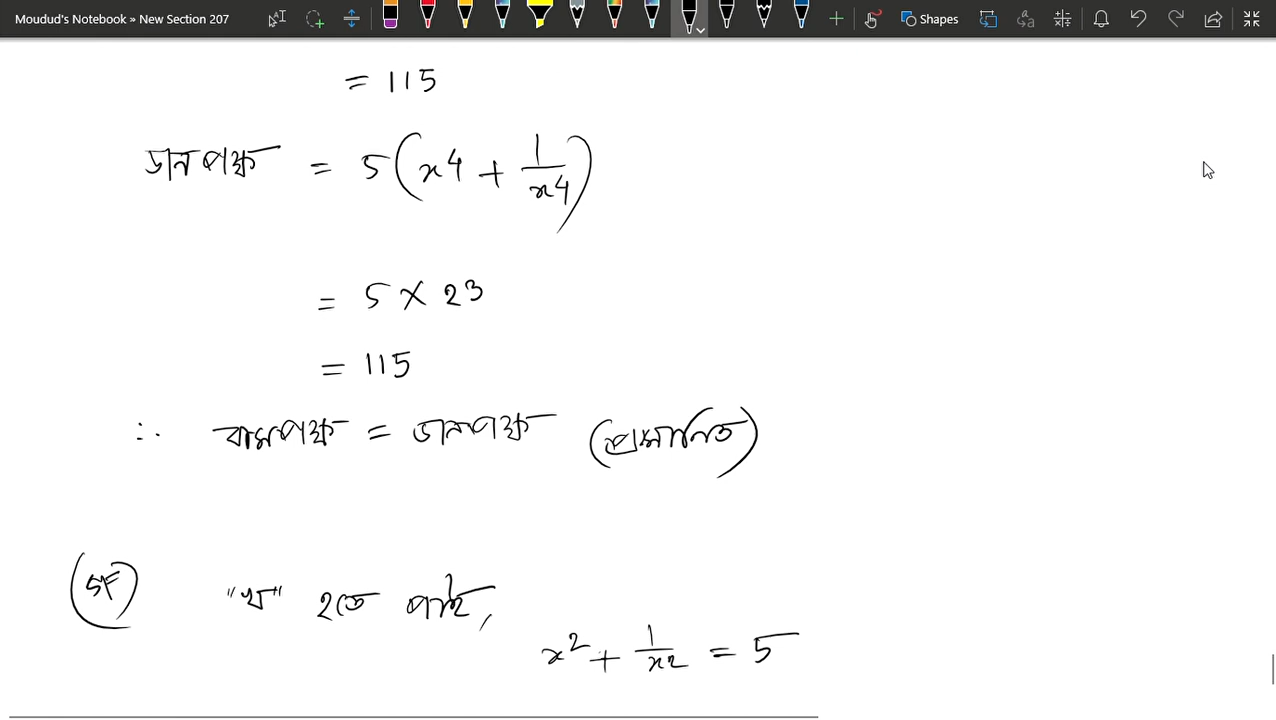 Moudud's Notebook » New Section 207
Shapes
= 115
ডানপক্ষ = 5(x⁴ + 1/x⁴)
= 5 × 23
= 115
∴ বামপক্ষ = ডানপক্ষ (প্রমানিত)
(গ) "খ" হতে পাই,
x² + 1/x² = 5